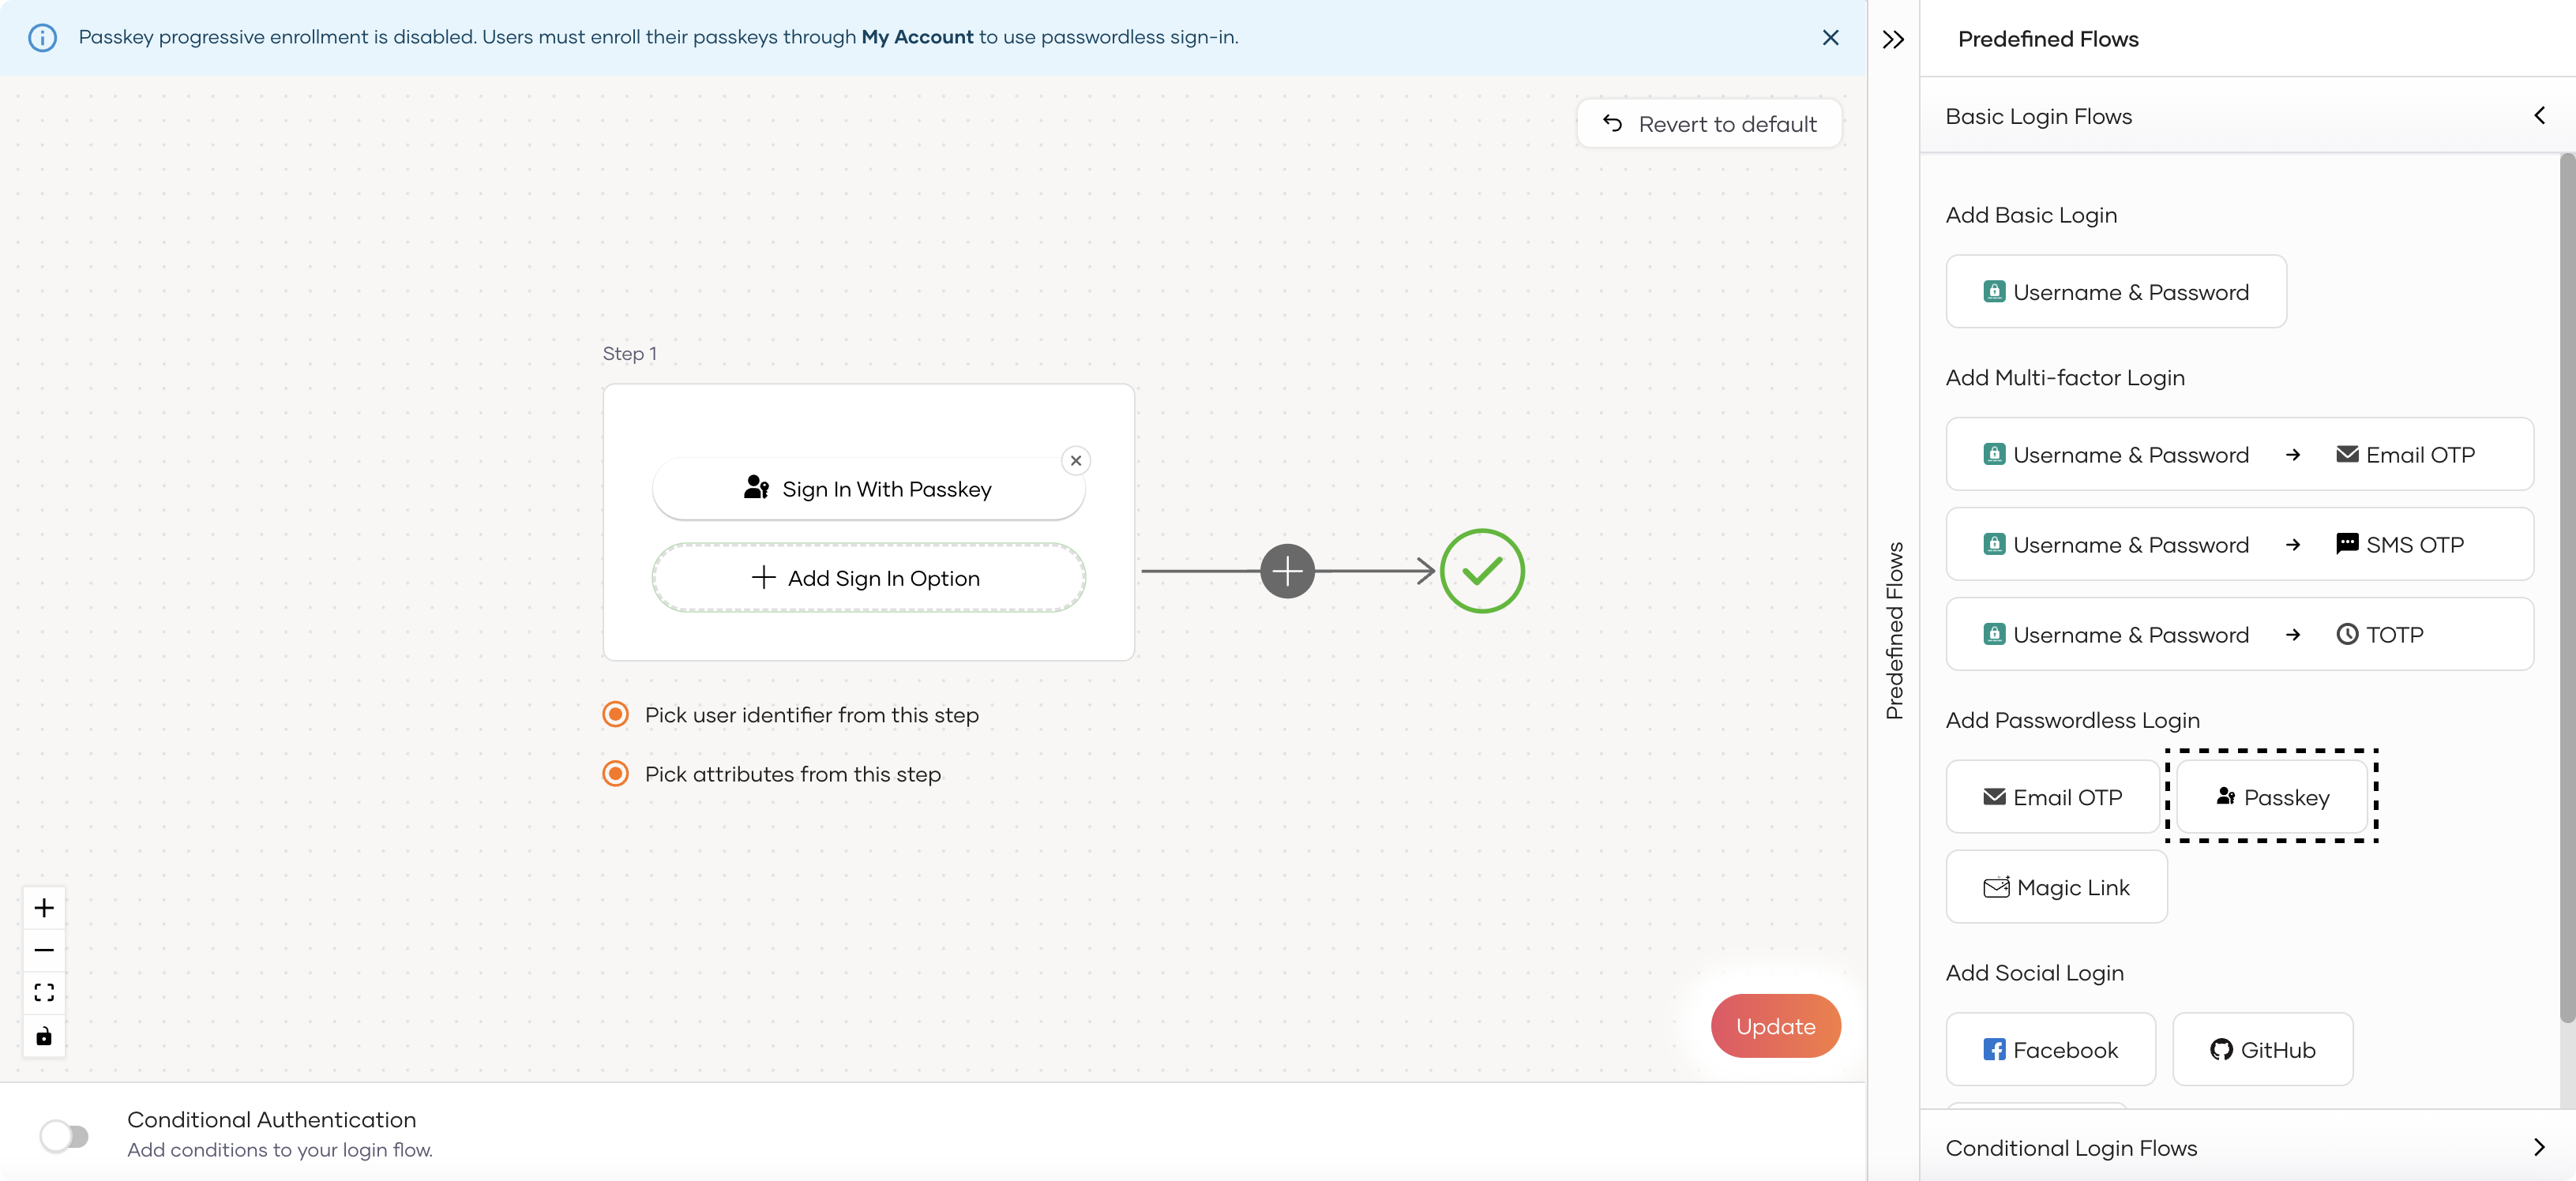 Passkey progressive enrollment is disabled. Users must enroll their passkeys through My Account to use passwordless sign-in.
Revert to default
Step 1
Sign In With Passkey
Add Sign In Option
Pick user identifier from this step
Pick attributes from this step
Update
Conditional Authentication
Add conditions to your login flow.
Predefined Flows
Predefined Flows
Basic Login Flows
Add Basic Login
Username & Password
Add Multi-factor Login
Username & Password → Email OTP
Username & Password → SMS OTP
Username & Password → TOTP
Add Passwordless Login
Email OTP Passkey
Magic Link
Add Social Login
Facebook GitHub
Conditional Login Flows